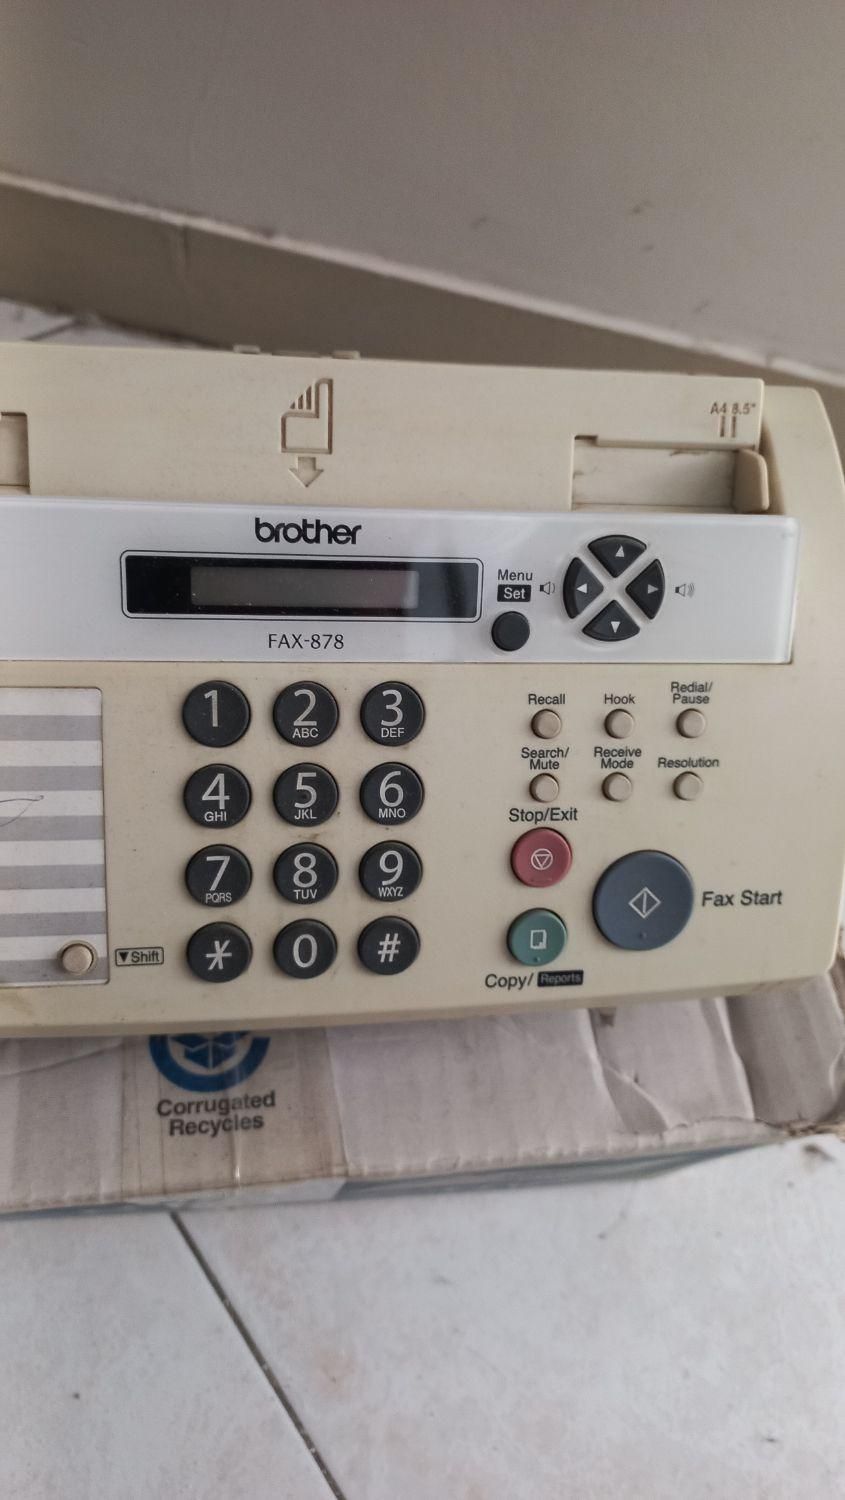 A4 8.5"
brother
Menu
Set
FAX-878
1
2
ABC
3
DEF
Recall
Hook
Redial/
Pause
4
GHI
5
JKL
6
MNO
Search/
Mute
Receive
Mode
Resolution
Stop/Exit
7
PQRS
8
TUV
9
WXYZ
Fax Start
▼Shift
*
0
#
Copy/ Reports
Corrugated
Recycles